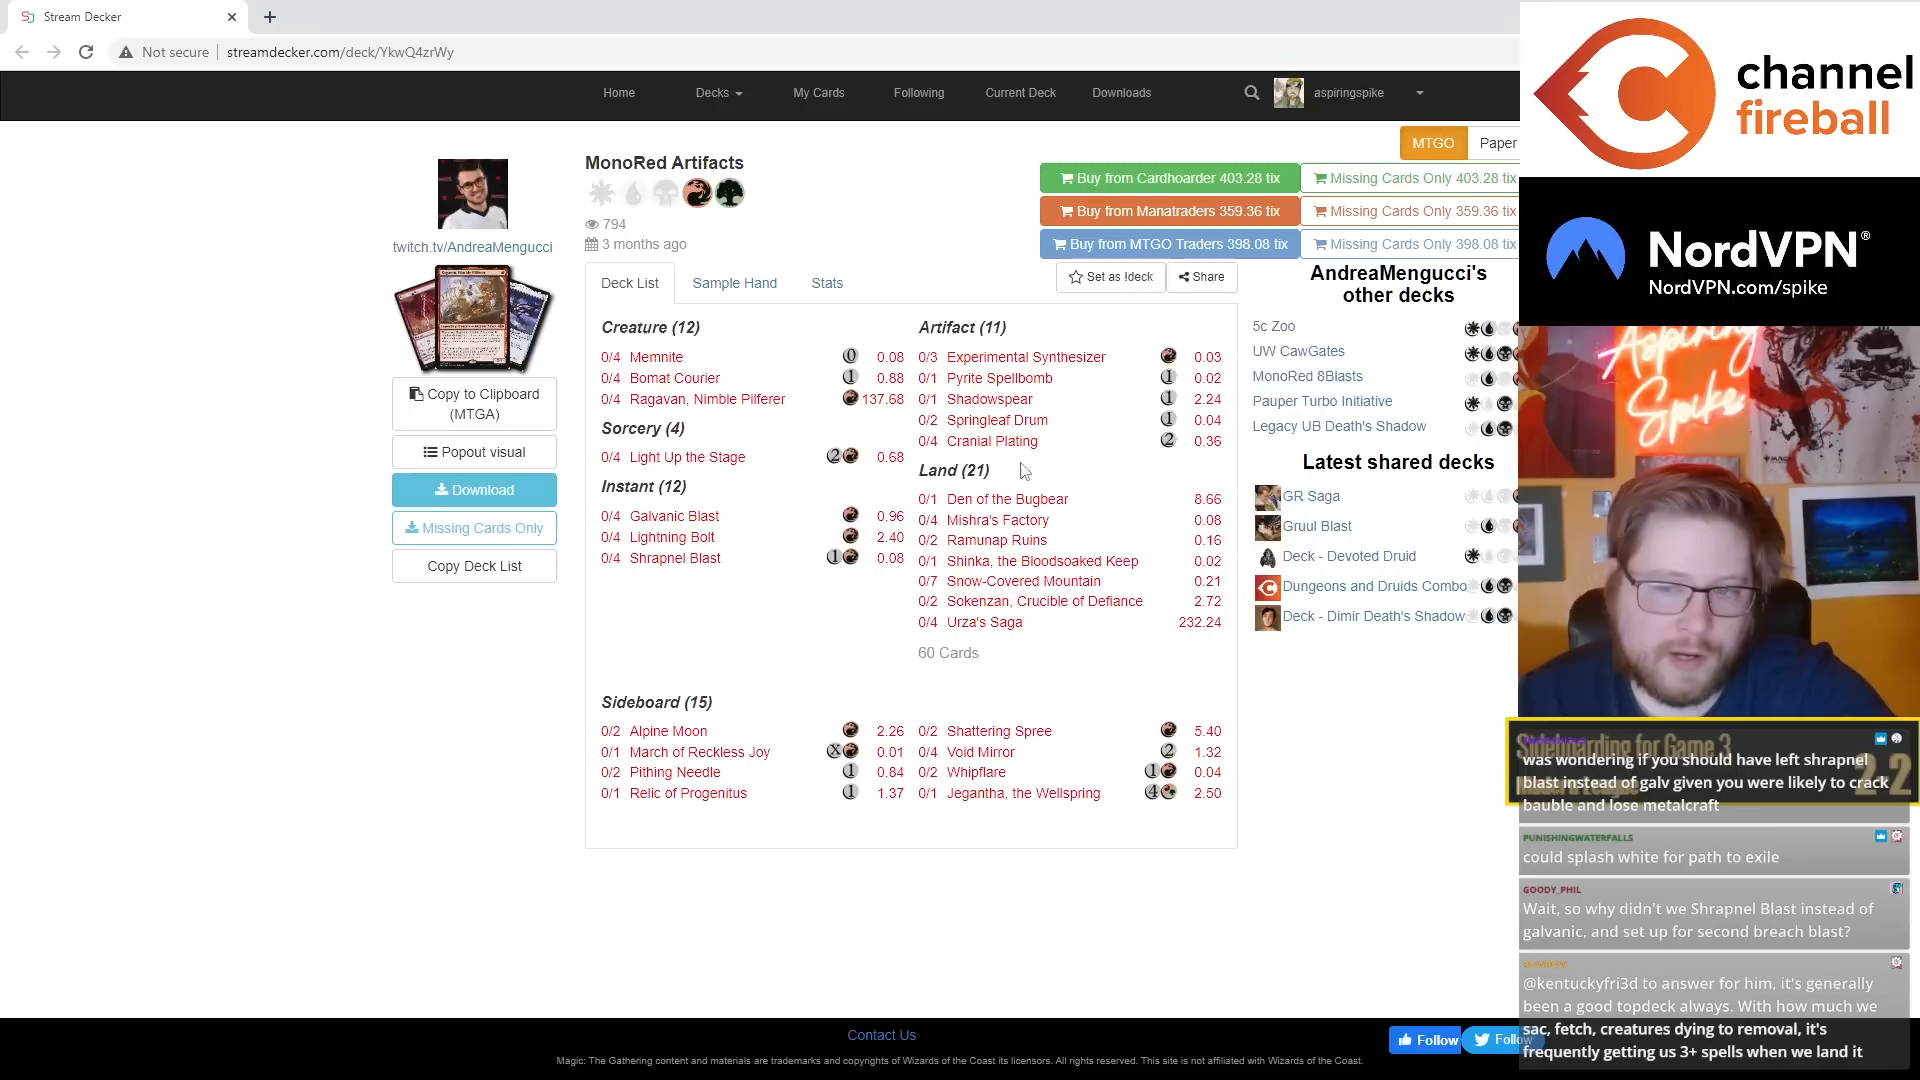 Stream Decker
Not secure
streamdecker.com/deck/YkwQ4zrWy
Home
Decks
My Cards
Following
Current Deck
Downloads
aspiringspike
MTGO
Paper
MonoRed Artifacts
794
3 months ago
Buy from Cardhoarder 403.28 tix
Missing Cards Only 403.28 tix
Buy from Manatraders 359.36 tix
Missing Cards Only 359.36 tix
Buy from MTGO Traders 398.08 tix
Missing Cards Only 398.08 tix
twitch.tv/AndreaMengucci
Copy to Clipboard
(MTGA)
Popout visual
Download
Missing Cards Only
Copy Deck List
Deck List
Sample Hand
Stats
Set as !deck
Share
Creature (12)
0/4 Memnite 0 0.08
0/4 Bomat Courier 1 0.88
0/4 Ragavan, Nimble Pilferer 137.68
Sorcery (4)
0/4 Light Up the Stage 2 0.68
Instant (12)
0/4 Galvanic Blast 0.96
0/4 Lightning Bolt 2.40
0/4 Shrapnel Blast 1 0.08
Artifact (11)
0/3 Experimental Synthesizer 0.03
0/1 Pyrite Spellbomb 1 0.02
0/1 Shadowspear 1 2.24
0/2 Springleaf Drum 1 0.04
0/4 Cranial Plating 2 0.36
Land (21)
0/1 Den of the Bugbear 8.66
0/4 Mishra's Factory 0.08
0/2 Ramunap Ruins 0.16
0/1 Shinka, the Bloodsoaked Keep 0.02
0/7 Snow-Covered Mountain 0.21
0/2 Sokenzan, Crucible of Defiance 2.72
0/4 Urza's Saga 232.24
60 Cards
Sideboard (15)
0/2 Alpine Moon 2.26
0/1 March of Reckless Joy X 0.01
0/2 Pithing Needle 1 0.84
0/1 Relic of Progenitus 1 1.37
0/2 Shattering Spree 5.40
0/4 Void Mirror 2 1.32
0/2 Whipflare 1 0.04
0/1 Jegantha, the Wellspring 4 2.50
AndreaMengucci's
other decks
5c Zoo
UW CawGates
MonoRed 8Blasts
Pauper Turbo Initiative
Legacy UB Death's Shadow
Latest shared decks
GR Saga
Gruul Blast
Deck - Devoted Druid
Dungeons and Druids Combo
Deck - Dimir Death's Shadow
Contact Us
Follow
Follow
Magic: The Gathering content and materials are trademarks and copyrights of Wizards of the Coast its licensors. All rights reserved. This site is not affiliated with Wizards of the Coast.
channel
fireball
NordVPN®
NordVPN.com/spike
Aspiring
Spike
Sideboarding for Game 3
2-2
was wondering if you should have left shrapnel
blast instead of galv given you were likely to crack
bauble and lose metalcraft
PUNISHINGWATERFALLS
could splash white for path to exile
GOODY_PHIL
Wait, so why didn't we Shrapnel Blast instead of
galvanic, and set up for second breach blast?
@kentuckyfri3d to answer for him, it's generally
been a good topdeck always. With how much we
sac, fetch, creatures dying to removal, it's
frequently getting us 3+ spells when we land it